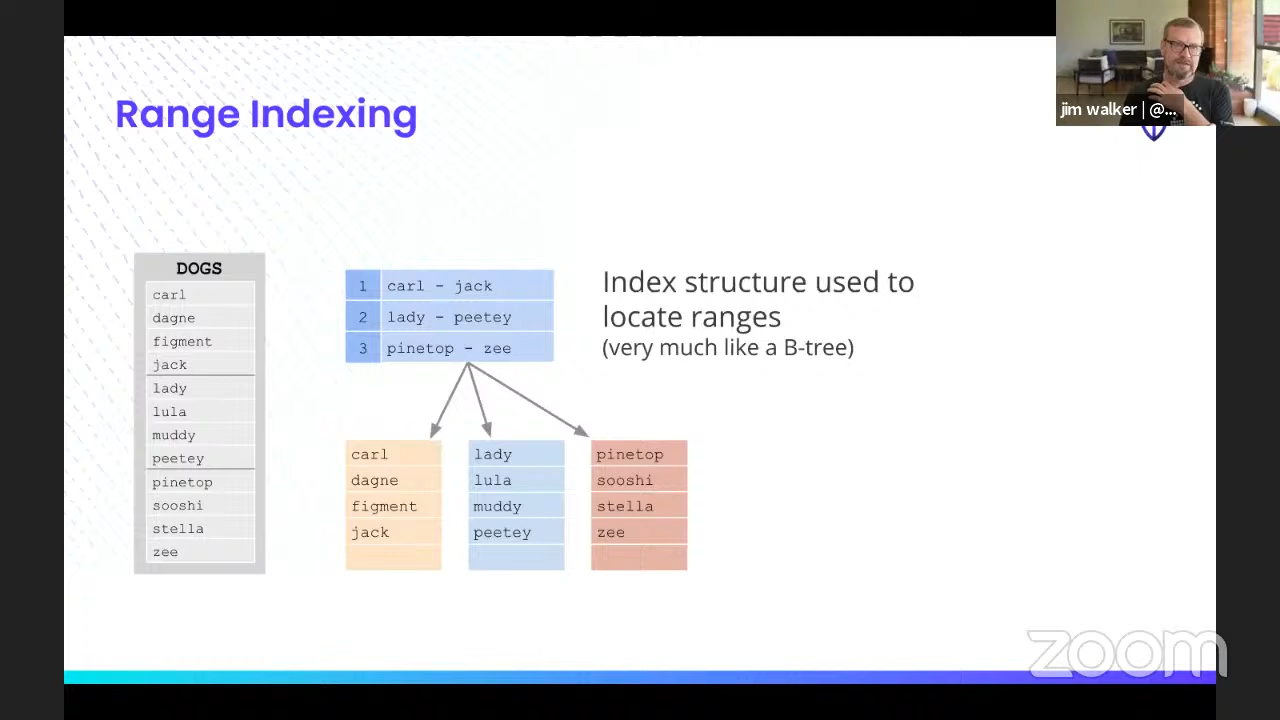 Range Indexing
jim walker | @...
DOGS
carl
dagne
figment
jack
lady
lula
muddy
peetey
pinetop
sooshi
stella
zee
1 carl - jack
2 lady - peetey
3 pinetop - zee
Index structure used to
locate ranges
(very much like a B-tree)
carl
dagne
figment
jack
lady
lula
muddy
peetey
pinetop
sooshi
stella
zee
zoom